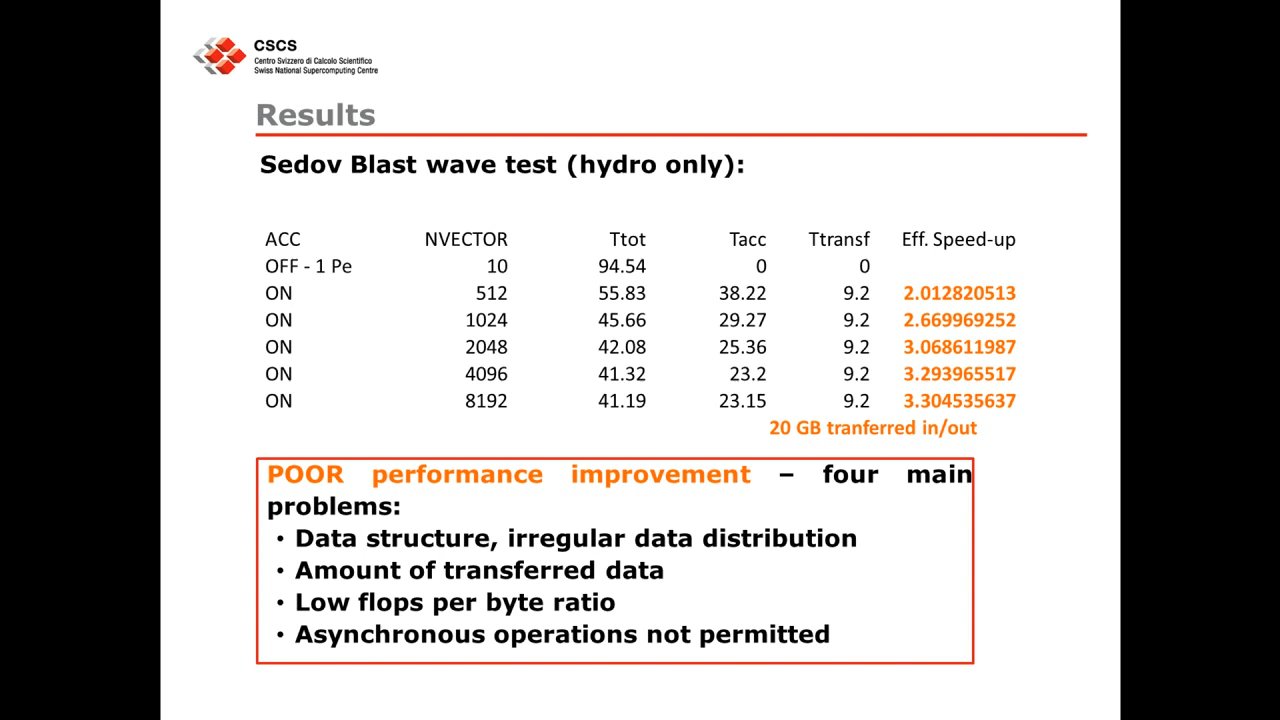 CSCS
Centro Svizzero di Calcolo Scientifico
Swiss National Supercomputing Centre
Results
Sedov Blast wave test (hydro only):
ACC NVECTOR Ttot Tacc Ttransf Eff. Speed-up
OFF - 1 Pe 10 94.54 0 0
ON 512 55.83 38.22 9.2 2.012820513
ON 1024 45.66 29.27 9.2 2.669969252
ON 2048 42.08 25.36 9.2 3.068611987
ON 4096 41.32 23.2 9.2 3.293965517
ON 8192 41.19 23.15 9.2 3.304535637
20 GB tranferred in/out
POOR performance improvement – four main
problems:
• Data structure, irregular data distribution
• Amount of transferred data
• Low flops per byte ratio
• Asynchronous operations not permitted